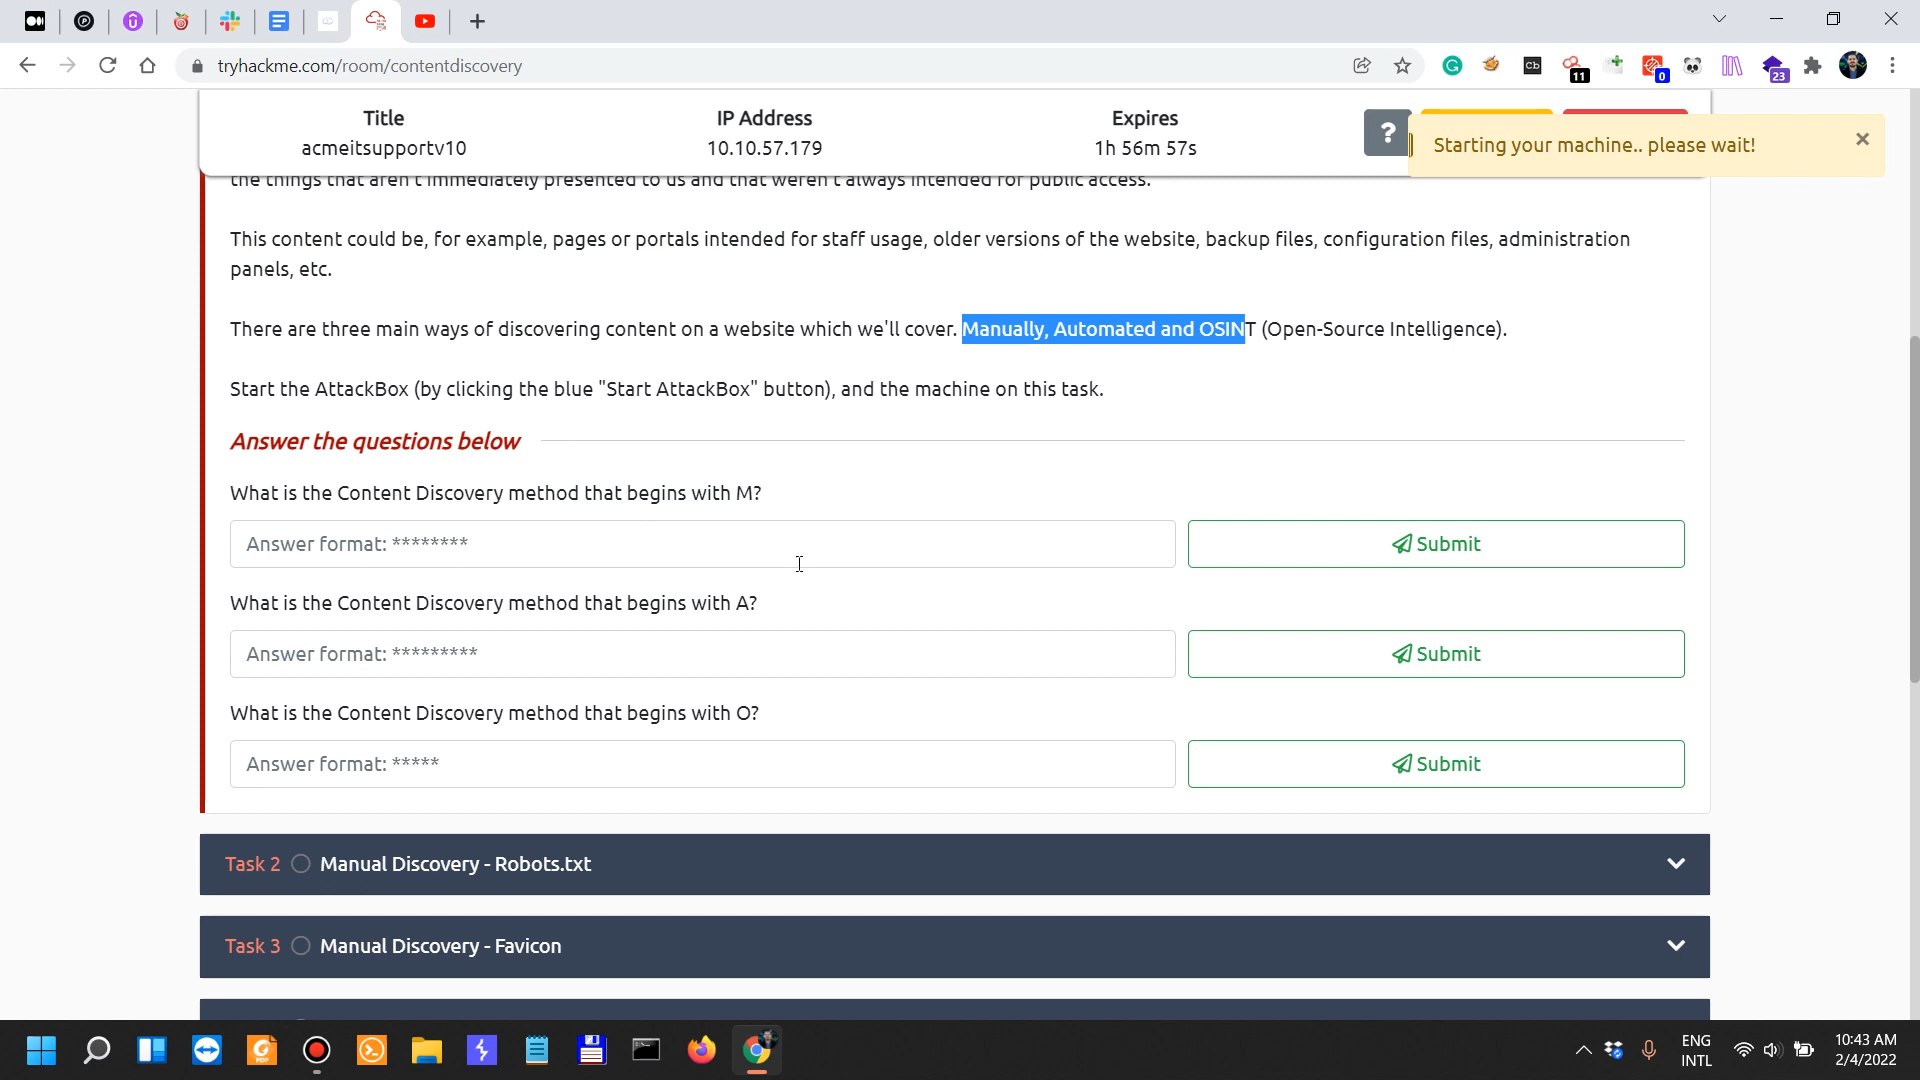 tryhackme.com/room/contentdiscovery
Cb
11
0
23
Title
IP Address
Expires
acmeitsupportv10
10.10.57.179
1h 56m 57s
?
Starting your machine.. please wait!
the things that aren't immediately presented to us and that weren't always intended for public access.
This content could be, for example, pages or portals intended for staff usage, older versions of the website, backup files, configuration files, administration
panels, etc.
There are three main ways of discovering content on a website which we'll cover. Manually, Automated and OSINT (Open-Source Intelligence).
Start the AttackBox (by clicking the blue "Start AttackBox" button), and the machine on this task.
Answer the questions below
What is the Content Discovery method that begins with M?
Answer format: ********
Submit
What is the Content Discovery method that begins with A?
Answer format: *********
Submit
What is the Content Discovery method that begins with O?
Answer format: *****
Submit
Task 2 Manual Discovery - Robots.txt
Task 3 Manual Discovery - Favicon
PDF
ENG
INTL
10:43 AM
2/4/2022